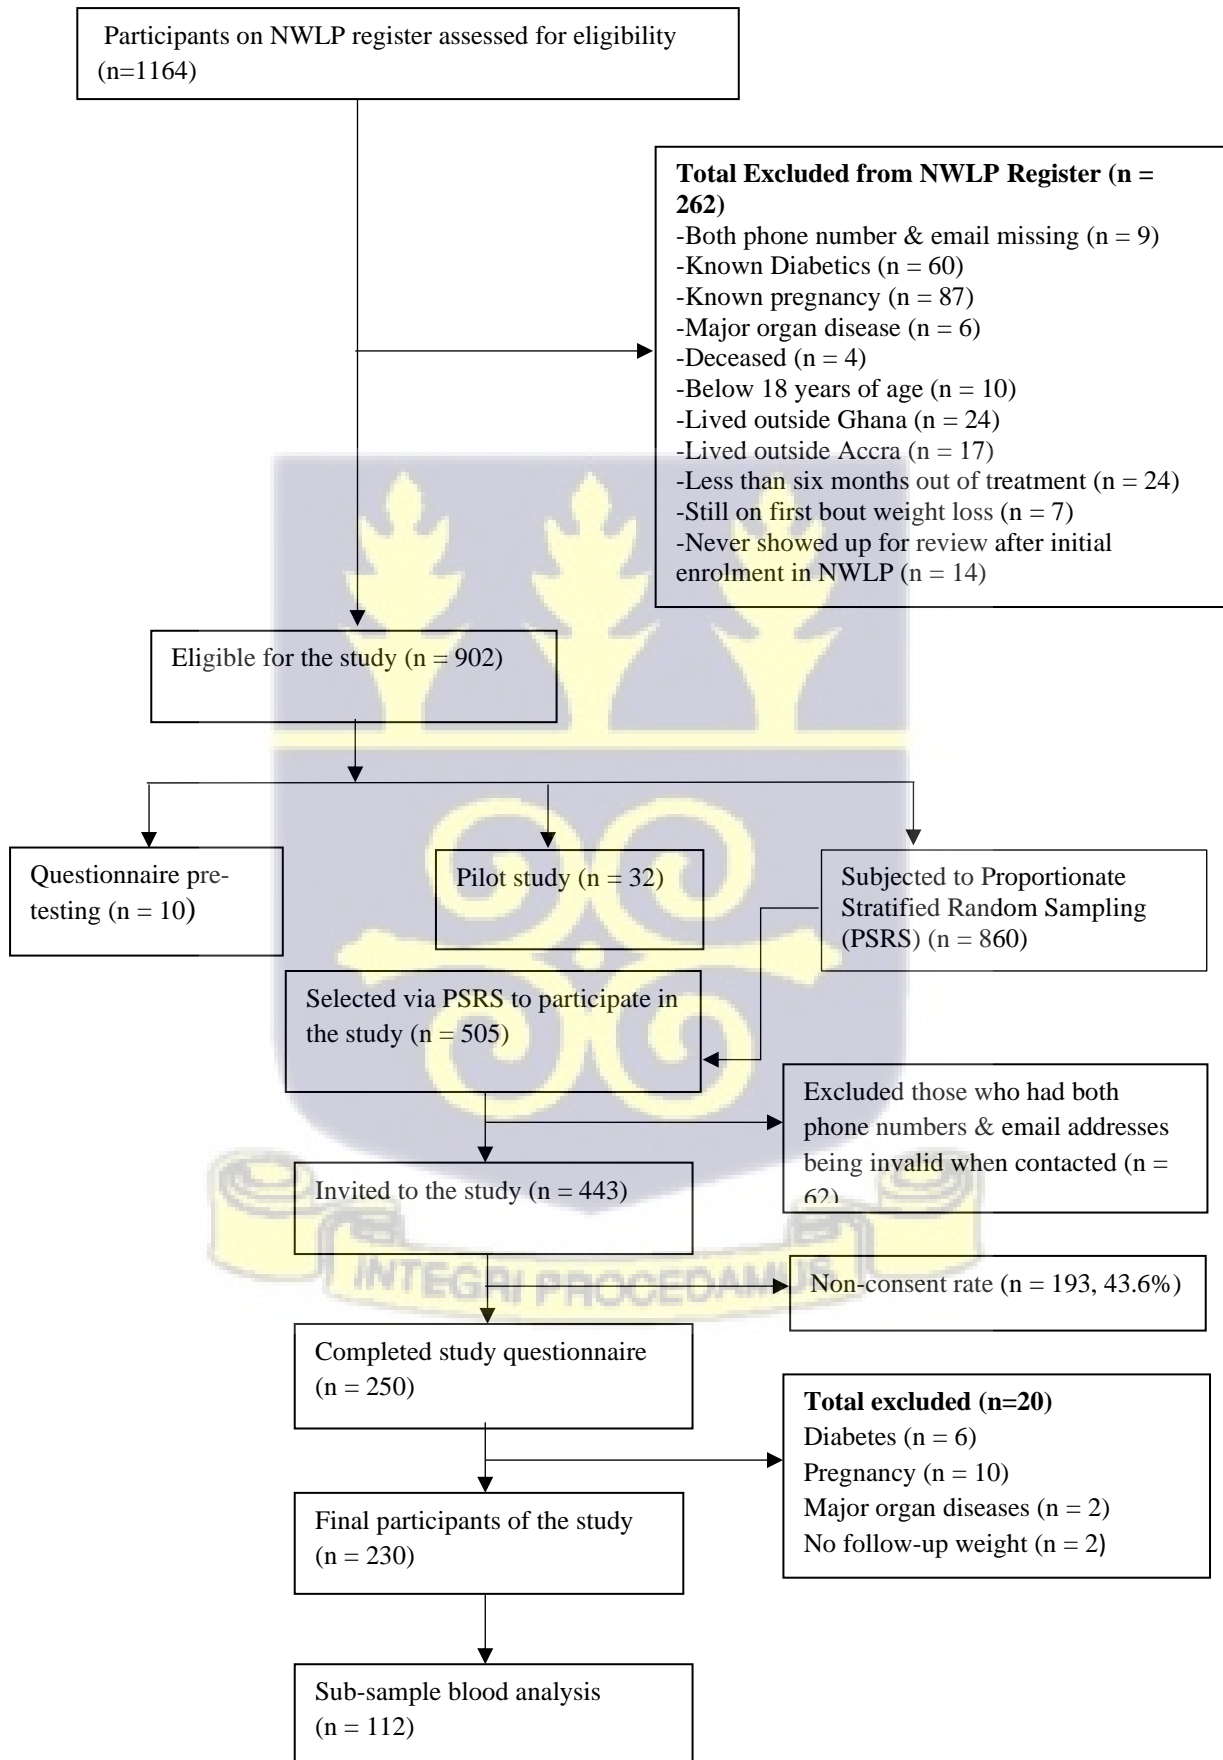 Participants on NWLP register assessed for eligibility
(n=1164)
Total Excluded from NWLP Register (n =
262)
-Both phone number & email missing (n = 9)
-Known Diabetics (n = 60)
-Known pregnancy (n = 87)
-Major organ disease (n = 6)
-Deceased (n = 4)
-Below 18 years of age (n = 10)
-Lived outside Ghana (n = 24)
-Lived outside Accra (n = 17)
-Less than six months out of treatment (n = 24)
-Still on first bout weight loss (n = 7)
-Never showed up for review after initial
enrolment in NWLP (n = 14)
Eligible for the study (n = 902)
Questionnaire pre-
testing (n = 10)
Pilot study (n = 32)
Subjected to Proportionate
Stratified Random Sampling
(PSRS) (n = 860)
Selected via PSRS to participate in
the study (n = 505)
Excluded those who had both
phone numbers & email addresses
being invalid when contacted (n =
62)
Invited to the study (n = 443)
INTEGRI PROCEDAMUS
Non-consent rate (n = 193, 43.6%)
Completed study questionnaire
(n = 250)
Total excluded (n=20)
Diabetes (n = 6)
Pregnancy (n = 10)
Major organ diseases (n = 2)
No follow-up weight (n = 2)
Final participants of the study
(n = 230)
Sub-sample blood analysis
(n = 112)